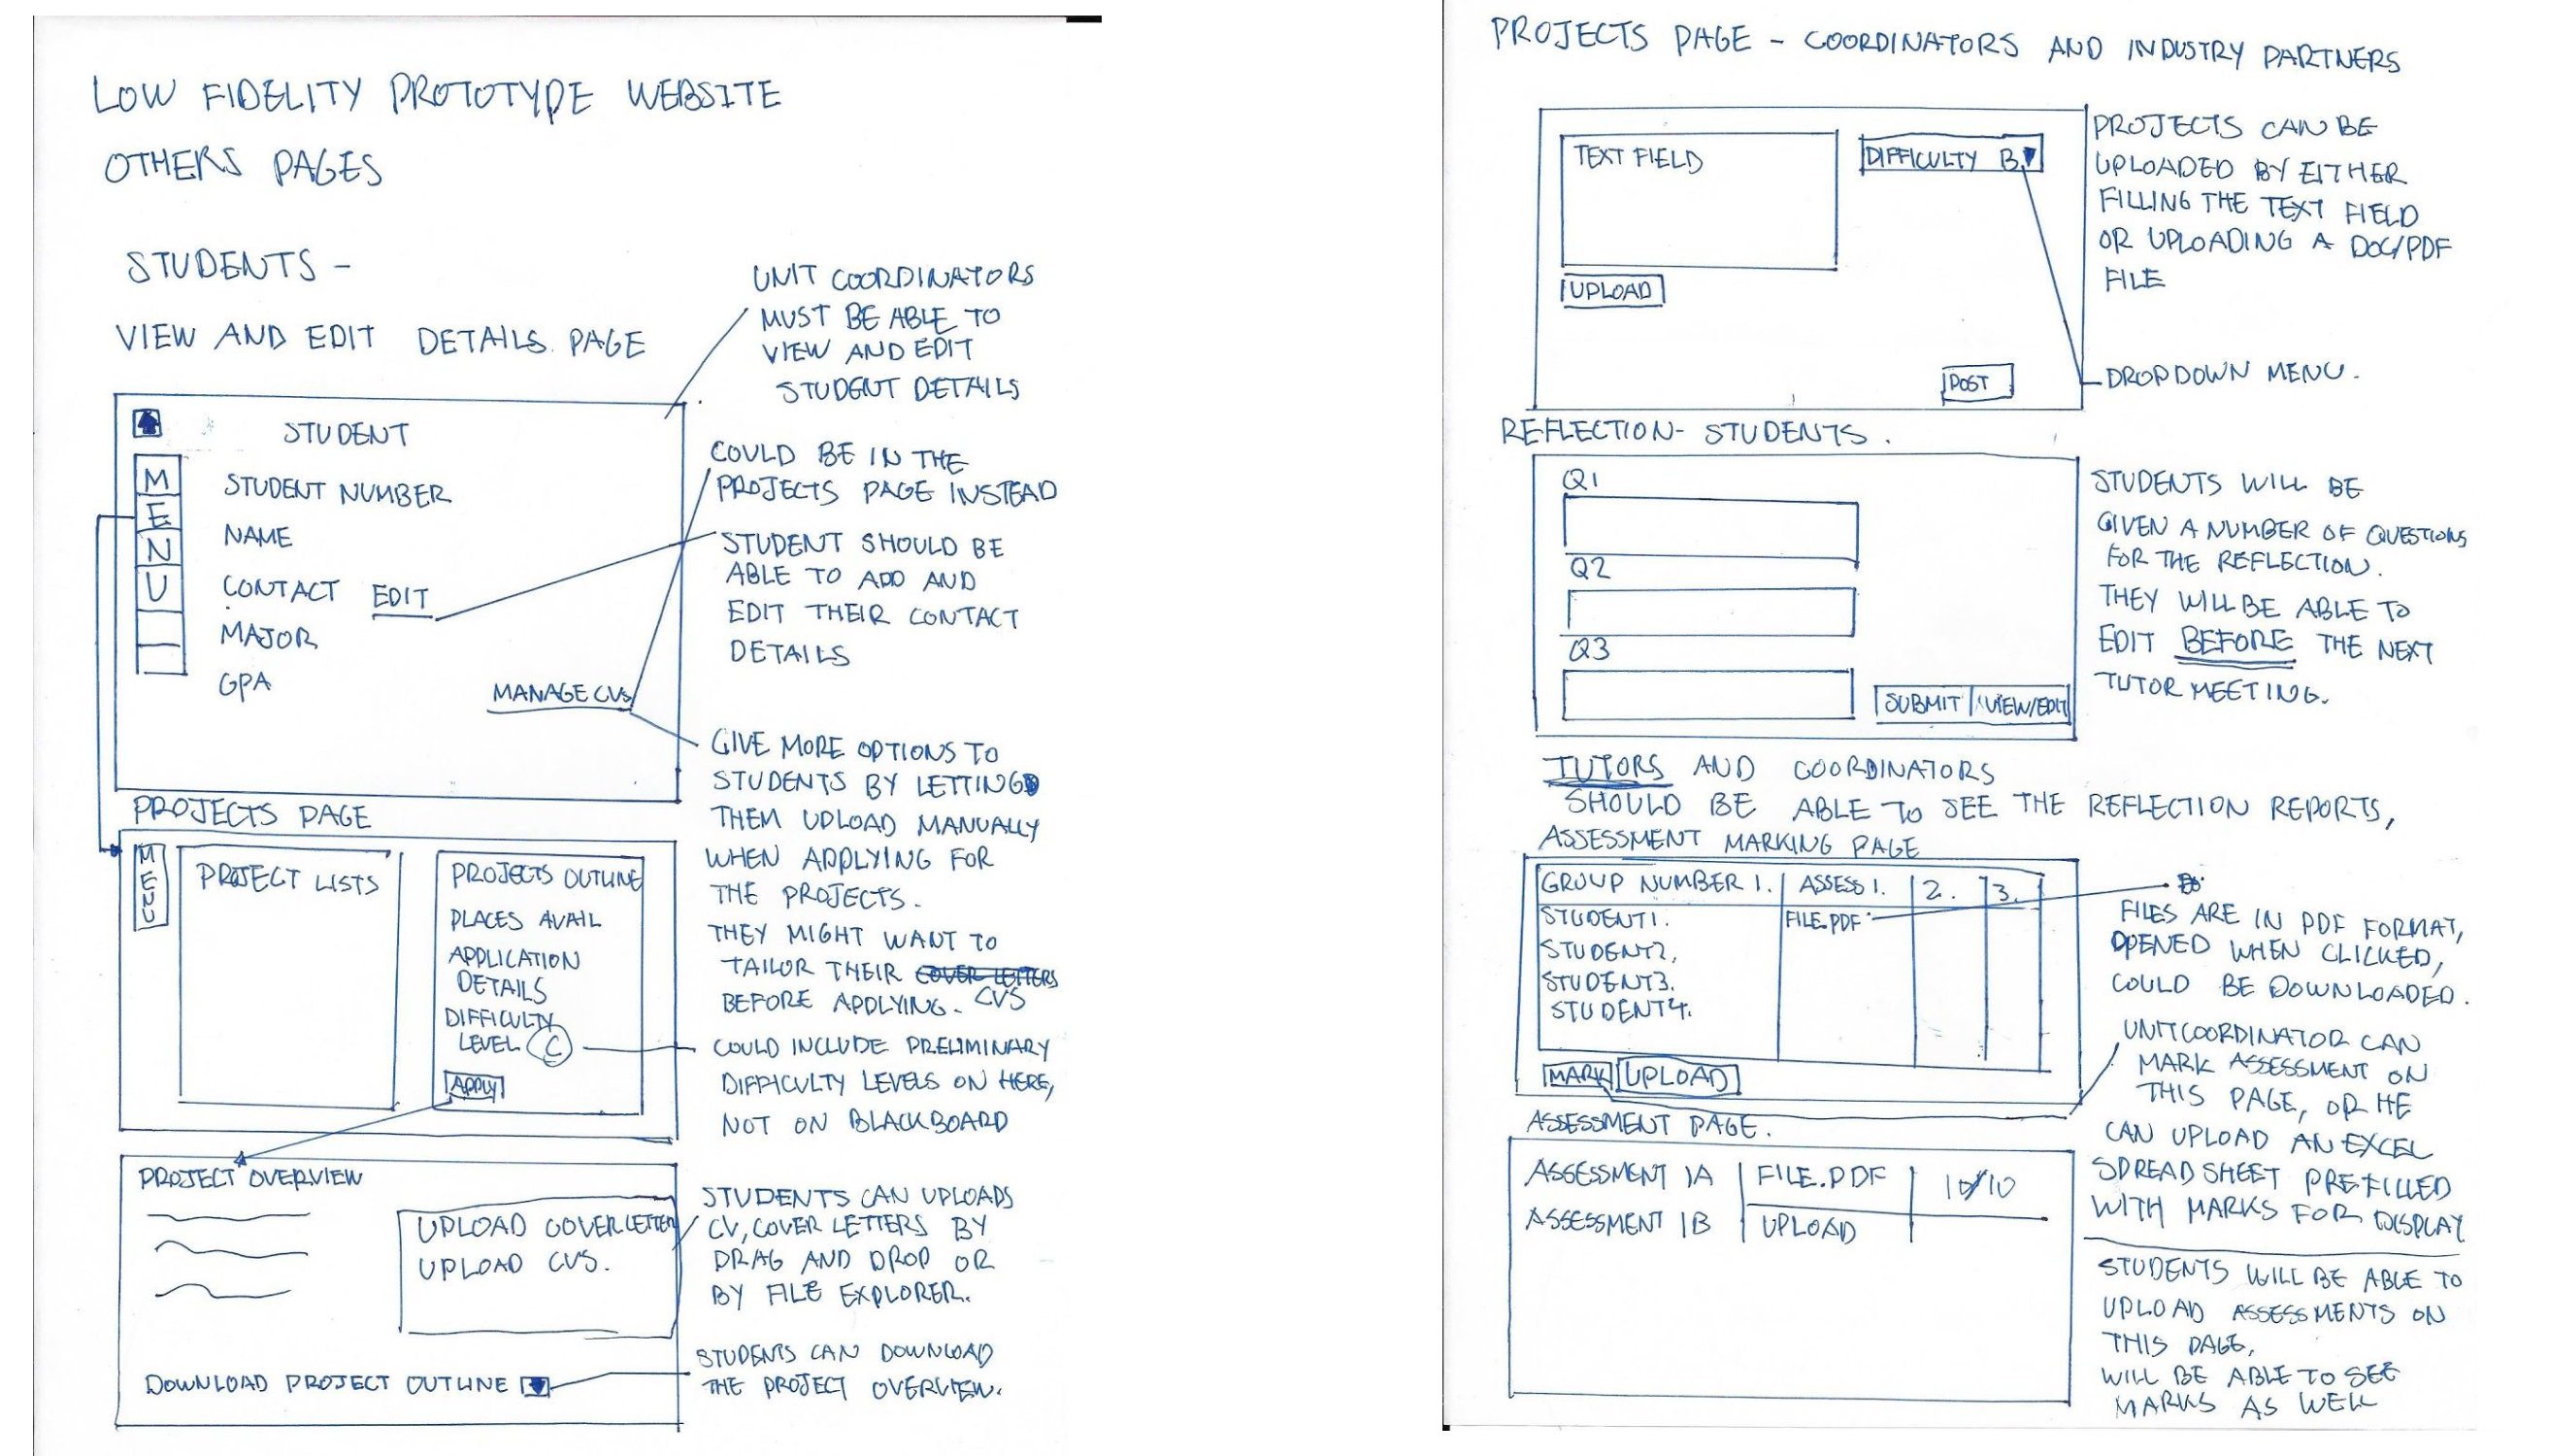 LOW FIDELITY PROTOTYPE WEBSITE
OTHERS PAGES
STUDENTS -
VIEW AND EDIT DETAILS PAGE
UNIT COORDINATORS
MUST BE ABLE TO
VIEW AND EDIT
STUDENT DETAILS
STUDENT
MENU
STUDENT NUMBER
NAME
CONTACT EDIT
MAJOR
GPA
MANAGE CVs
COULD BE IN THE
PROJECTS PAGE INSTEAD
STUDENT SHOULD BE
ABLE TO ADD AND
EDIT THEIR CONTACT
DETAILS
GIVE MORE OPTIONS TO
STUDENTS BY LETTING
THEM UPLOAD MANUALLY
WHEN APPLYING FOR
THE PROJECTS.
THEY MIGHT WANT TO
TAILOR THEIR COVER LETTERS
BEFORE APPLYING. CVS
PROJECTS PAGE
MENU
PROJECT LISTS
PROJECTS OUTLINE
PLACES AVAIL
APPLICATION
DETAILS
DIFFICULTY
LEVEL C
APPLY
COULD INCLUDE PRELIMINARY
DIFFICULTY LEVELS ON HERE,
NOT ON BLACKBOARD
PROJECT OVERVIEW
UPLOAD COVER LETTER
UPLOAD CVS.
STUDENTS CAN UPLOADS
CV, COVER LETTERS BY
DRAG AND DROP OR
BY FILE EXPLORER.
DOWNLOAD PROJECT OUTLINE
STUDENTS CAN DOWNLOAD
THE PROJECT OVERVIEW.
PROJECTS PAGE - COORDINATORS AND INDUSTRY PARTNERS
TEXT FIELD
DIFFICULTY B
UPLOAD
POST
PROJECTS CAN BE
UPLOADED BY EITHER
FILLING THE TEXT FIELD
OR UPLOADING A DOC/PDF
FILE
DROPDOWN MENU.
REFLECTION - STUDENTS.
Q1
Q2
Q3
SUBMIT VIEW/EDIT
STUDENTS WILL BE
GIVEN A NUMBER OF QUESTIONS
FOR THE REFLECTION.
THEY WILL BE ABLE TO
EDIT BEFORE THE NEXT
TUTOR MEETING.
TUTORS AND COORDINATORS
SHOULD BE ABLE TO SEE THE REFLECTION REPORTS,
ASSESSMENT MARKING PAGE
GROUP NUMBER 1. ASSESS 1. 2. 3.
STUDENT1. FILE.PDF
STUDENT2,
STUDENT3.
STUDENT4.
MARK UPLOAD
FILES ARE IN PDF FORMAT,
OPENED WHEN CLICKED,
COULD BE DOWNLOADED.
UNIT COORDINATOR CAN
MARK ASSESSMENT ON
THIS PAGE, OR HE
CAN UPLOAD AN EXCEL
SPREADSHEET PREFILLED
WITH MARKS FOR DISPLAY
ASSESSMENT PAGE.
ASSESSMENT 1A FILE.PDF 10/10
ASSESSMENT 1B UPLOAD
STUDENTS WILL BE ABLE TO
UPLOAD ASSESSMENTS ON
THIS PAGE,
WILL BE ABLE TO SEE
MARKS AS WELL